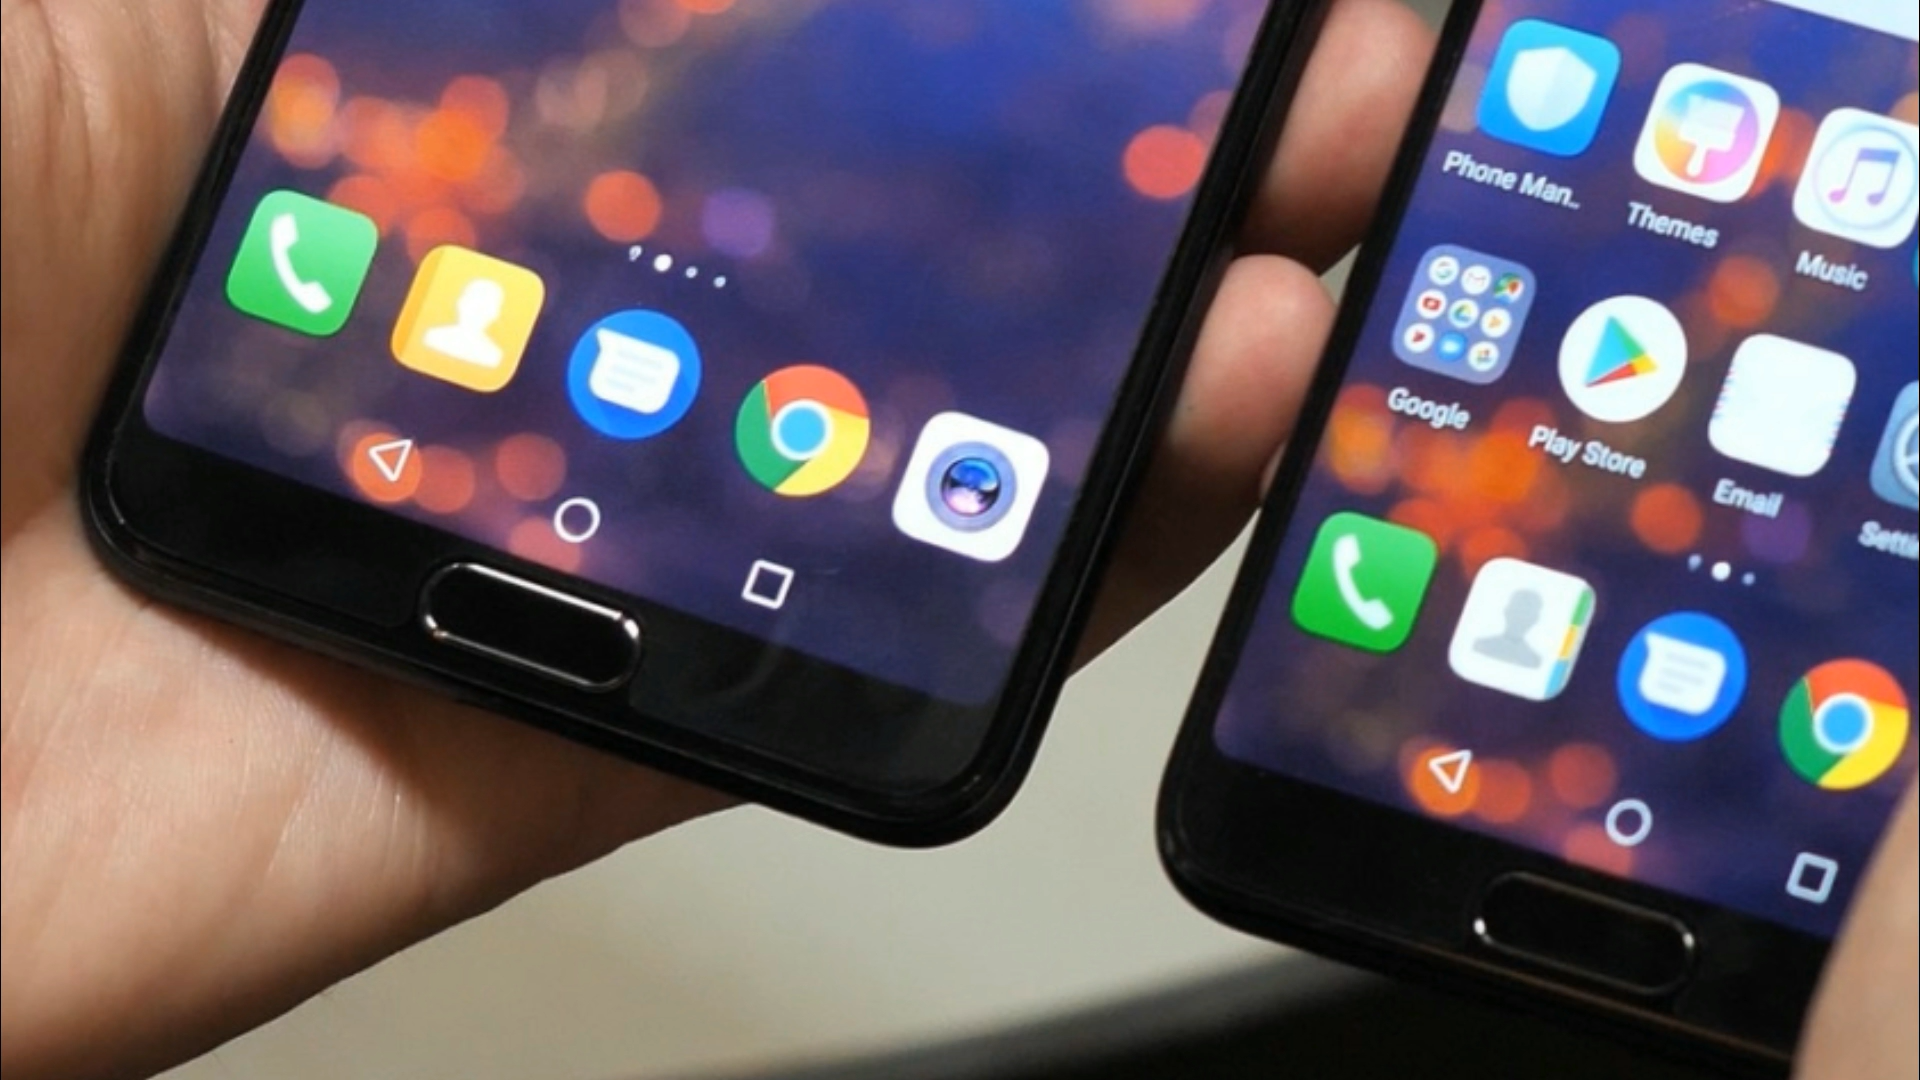 Phone Man..
Themes
Music
Google
Play Store
Email